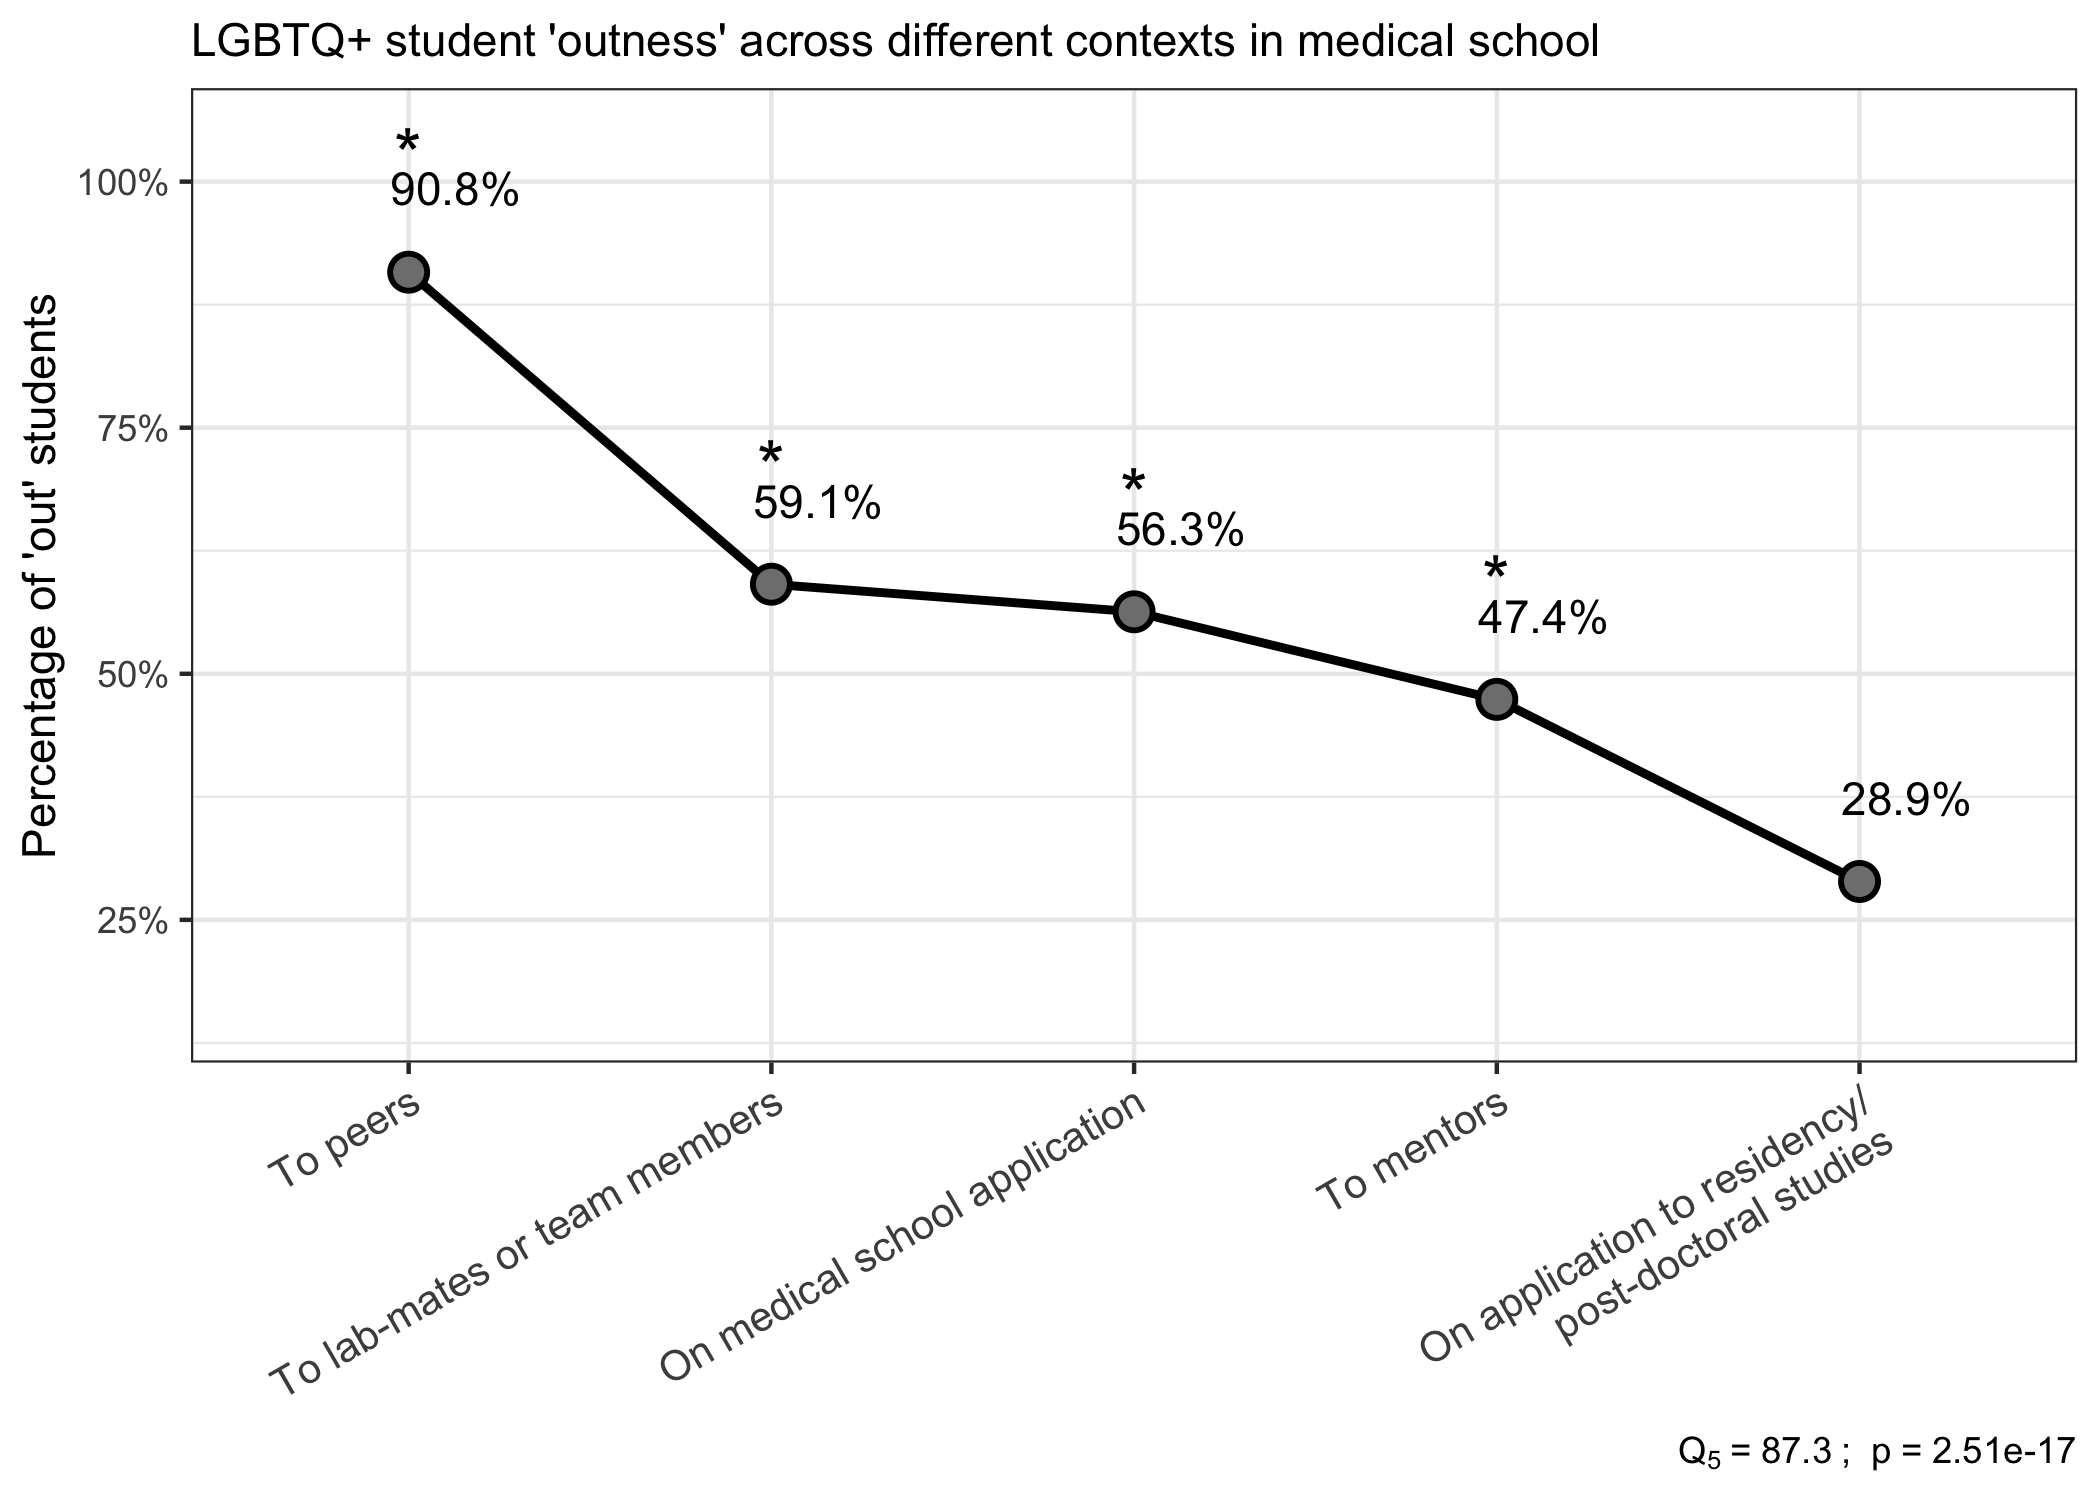 LGBTQ+ student 'outness' across different contexts in medical school
Percentage of 'out' students
100%
75%
50%
25%
*
90.8%
*
59.1%
*
56.3%
*
47.4%
28.9%
To peers
To lab-mates or team members
On medical school application
To mentors
On application to residency/
post-doctoral studies
Q₅ = 87.3 ; p = 2.51e-17